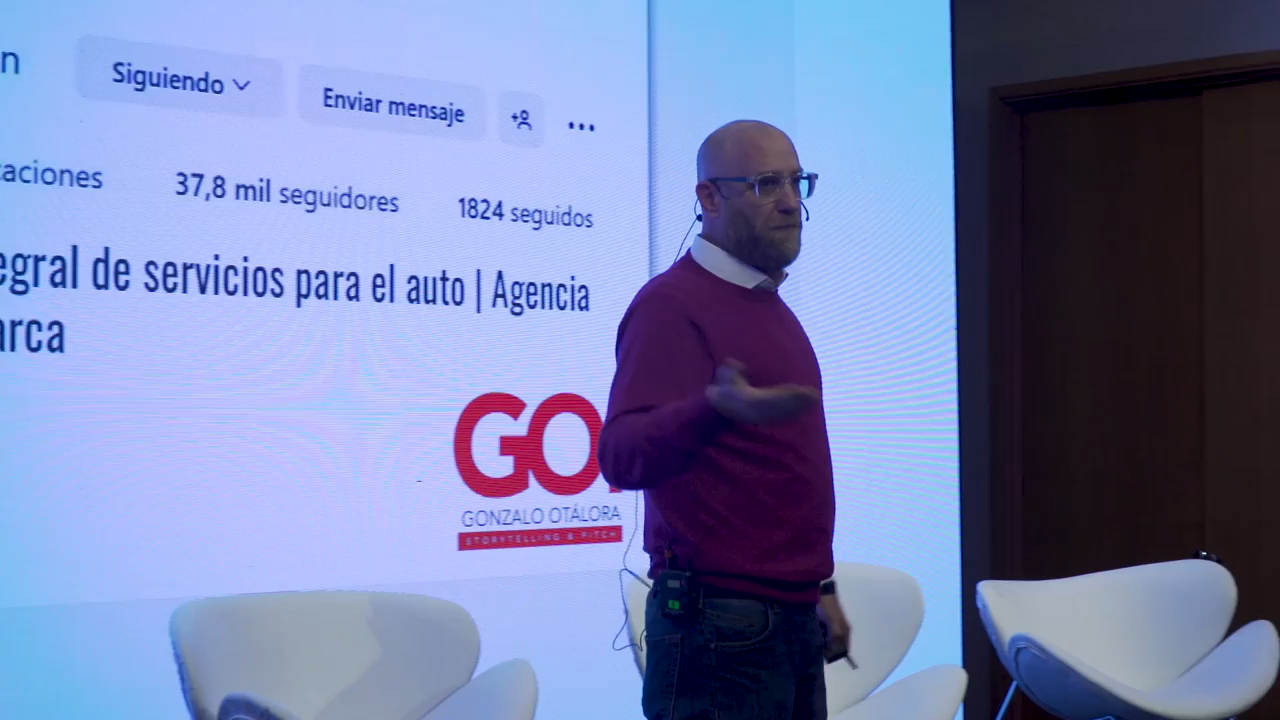 n Siguiendo Enviar mensaje
caciones 37,8 mil seguidores 1824 seguidos
egral de servicios para el auto | Agencia
arca
GO!
GONZALO OTÁLORA
STORYTELLING & PITCH